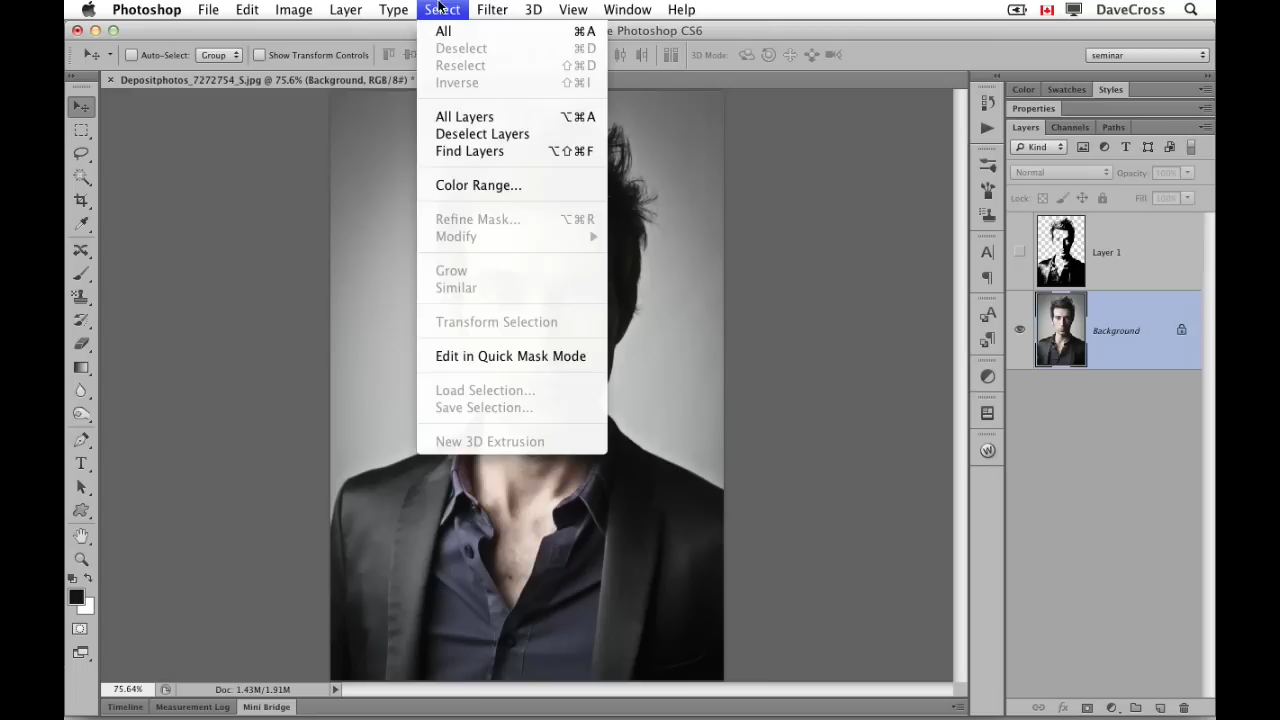 Photoshop File Edit Image Layer Type Select Filter 3D View Window Help DaveCross
e Photoshop CS6
Auto-Select: Group Show Transform Controls 3D Mode: seminar
× Depositphotos_7272754_S.jpg @ 75.6% (Background, RGB/8#) *
All ⌘A
Deselect ⌘D
Reselect ⇧⌘D
Inverse ⇧⌘I
All Layers ⌥⌘A
Deselect Layers
Find Layers ⌥⇧⌘F
Color Range...
Refine Mask... ⌥⌘R
Modify
Grow
Similar
Transform Selection
Edit in Quick Mask Mode
Load Selection...
Save Selection...
New 3D Extrusion
Color Swatches Styles
Properties
Layers Channels Paths
Kind
Normal Opacity: 100%
Lock: Fill: 100%
Layer 1
Background
75.64% Doc: 1.43M/1.91M
Timeline Measurement Log Mini Bridge